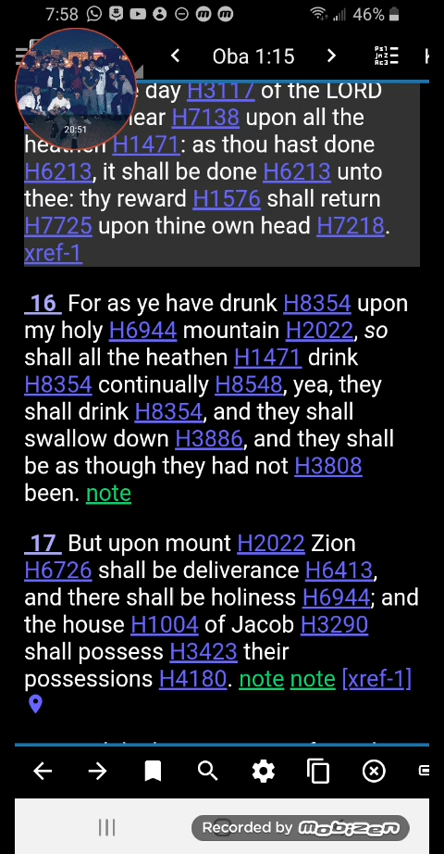 7:58 46%
Oba 1:15
20:51
day H3117 of the LORD
H7138 upon all the
H1471: as thou hast done
H6213, it shall be done H6213 unto
thee: thy reward H1576 shall return
H7725 upon thine own head H7218.
xref-1
16 For as ye have drunk H8354 upon
my holy H6944 mountain H2022, so
shall all the heathen H1471 drink
H8354 continually H8548, yea, they
shall drink H8354, and they shall
swallow down H3886, and they shall
be as though they had not H3808
been. note
17 But upon mount H2022 Zion
H6726 shall be deliverance H6413,
and there shall be holiness H6944; and
the house H1004 of Jacob H3290
shall possess H3423 their
possessions H4180. note note [xref-1]
Recorded by Mobizen